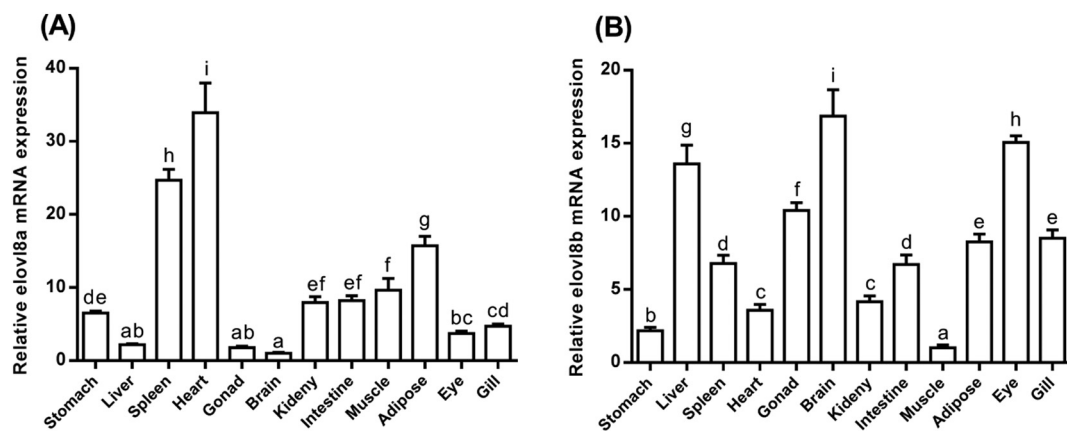 (A)
Relative elovl8a mRNA expression
40
30
20
10
0
de
ab
h
i
ab
a
ef
ef
f
g
bc
cd
Stomach
Liver
Spleen
Heart
Gonad
Brain
Kideny
Intestine
Muscle
Adipose
Eye
Gill
(B)
Relative elovl8b mRNA expression
20
15
10
5
0
b
g
d
c
f
i
c
d
a
e
h
e
Stomach
Liver
Spleen
Heart
Gonad
Brain
Kideny
Intestine
Muscle
Adipose
Eye
Gill